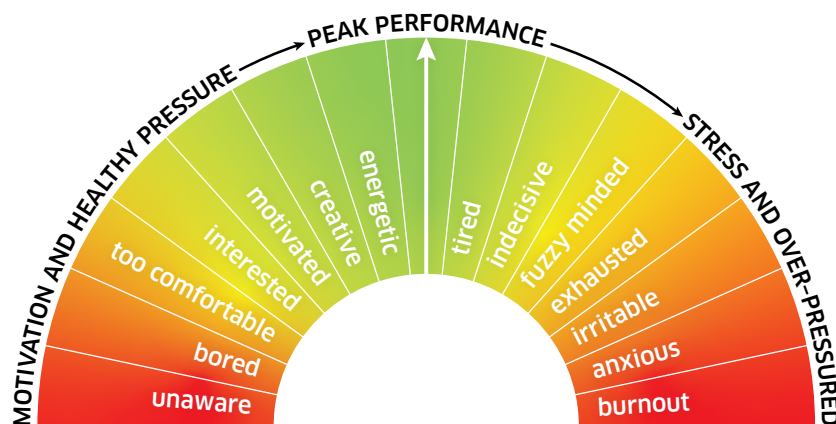 MOTIVATION AND HEALTHY PRESSURE
PEAK PERFORMANCE
STRESS AND OVER-PRESSURED
unaware
bored
too comfortable
interested
motivated
creative
energetic
tired
indecisive
fuzzy minded
exhausted
irritable
anxious
burnout